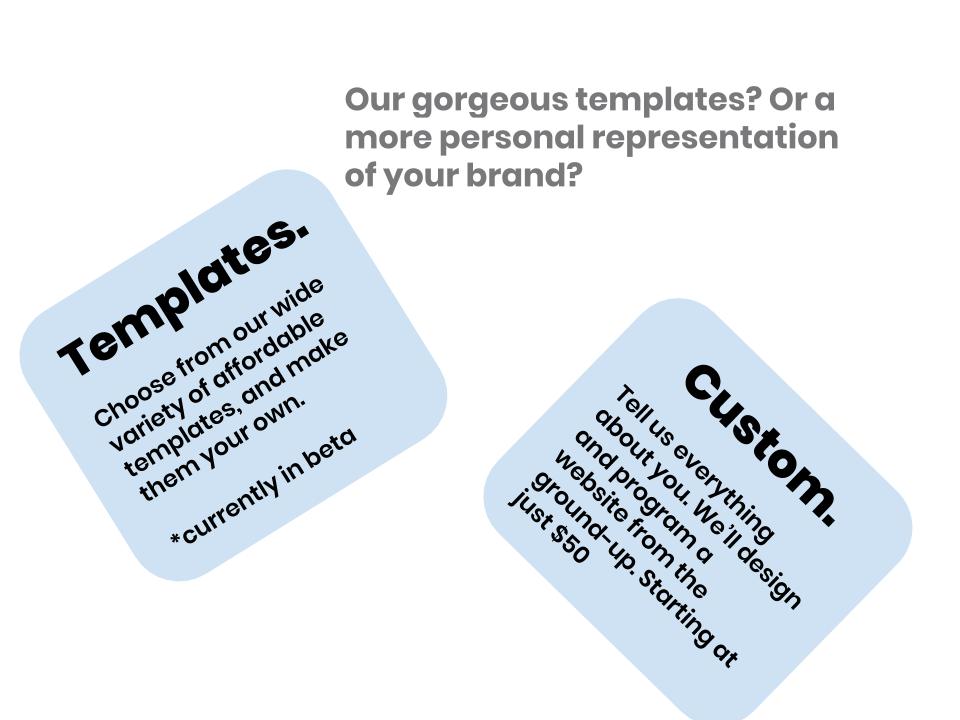 Our gorgeous templates? Or a
more personal representation
of your brand?
Templates.
Choose from our wide
variety of affordable
templates, and make
them your own.
*currently in beta
Custom.
Tell us everything
about you. We’ll design
and program a
website from the
ground-up. Starting at
just $50